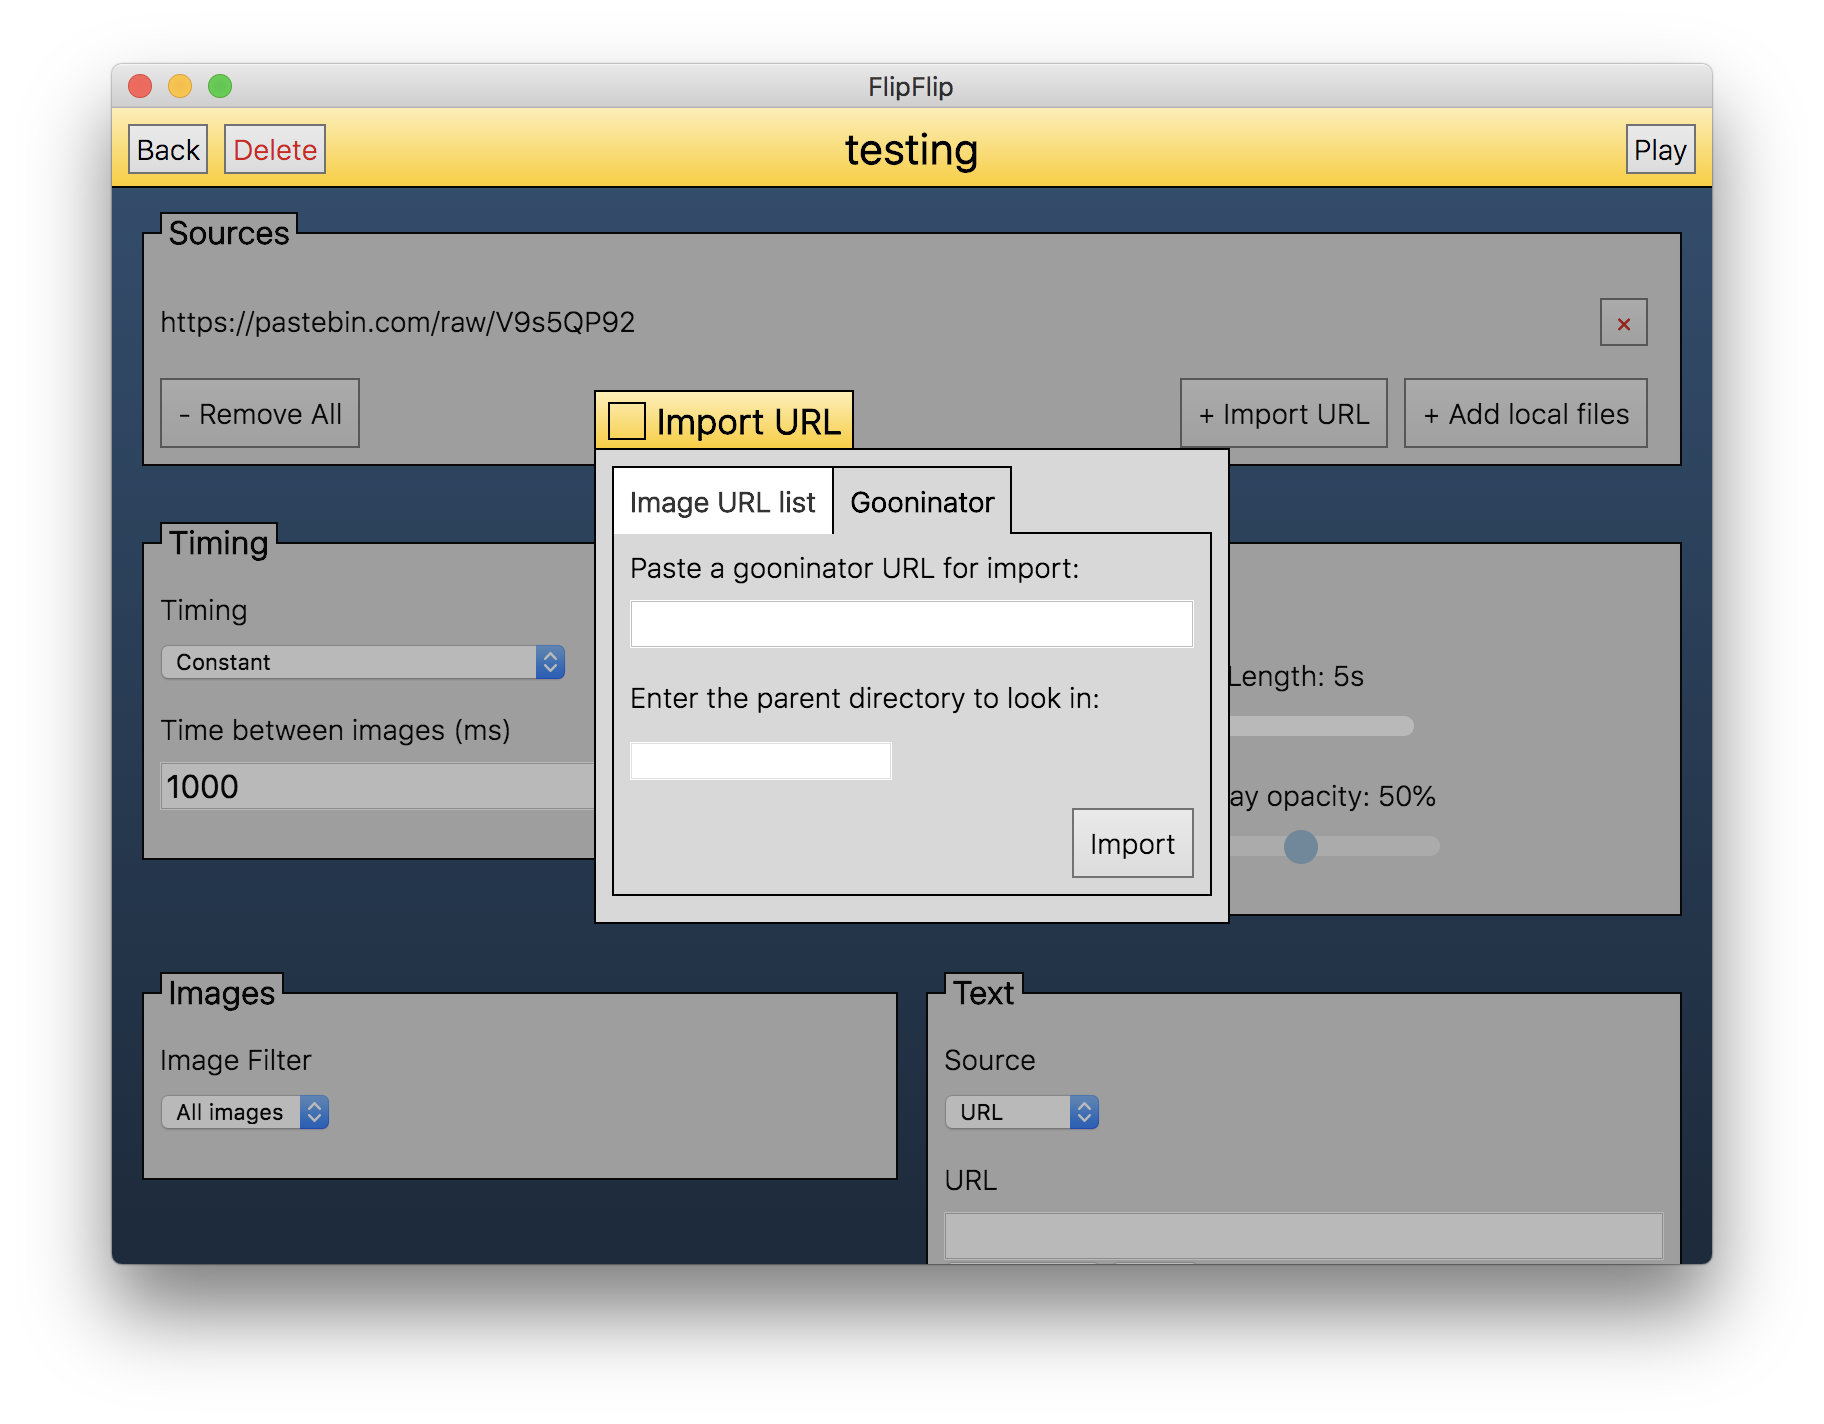 FlipFlip
Back
Delete
testing
Play
Sources
https://pastebin.com/raw/V9s5QP92
×
- Remove All
+ Import URL
+ Add local files
Import URL
Image URL list
Gooninator
Paste a gooninator URL for import:
Enter the parent directory to look in:
Import
Timing
Timing
Constant
Time between images (ms)
1000
Length: 5s
ay opacity: 50%
Images
Image Filter
All images
Text
Source
URL
URL